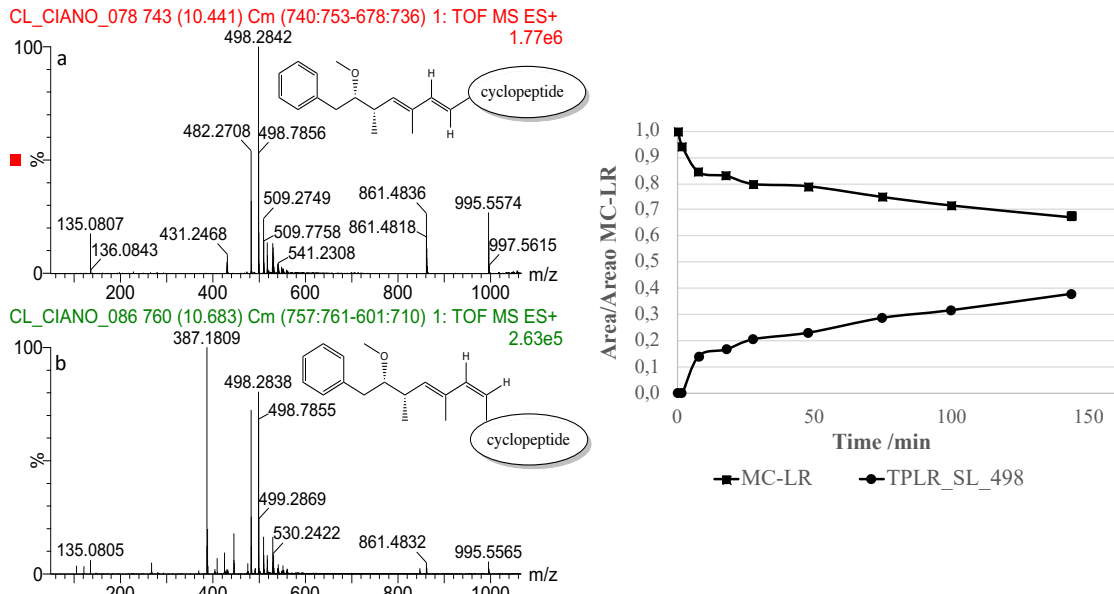 CL_CIANO_078 743 (10.441) Cm (740:753-678:736) 1: TOF MS ES+
1.77e6
100
a
%
0
498.2842
482.2708
498.7856
509.2749
509.7758
541.2308
861.4836
861.4818
995.5574
997.5615
135.0807
136.0843
431.2468
O
H
H
cyclopeptide
200 400 600 800 1000 m/z
CL_CIANO_086 760 (10.683) Cm (757:761-601:710) 1: TOF MS ES+
2.63e5
100
b
%
0
387.1809
498.2838
498.7855
499.2869
530.2422
135.0805
861.4832
995.5565
O
H
H
cyclopeptide
m/z
200 400 600 800 1000
Area/Areao MC-LR
1,0
0,9
0,8
0,7
0,6
0,5
0,4
0,3
0,2
0,1
0,0
0 50 100 150
Time /min
MC-LR TPLR_SL_498